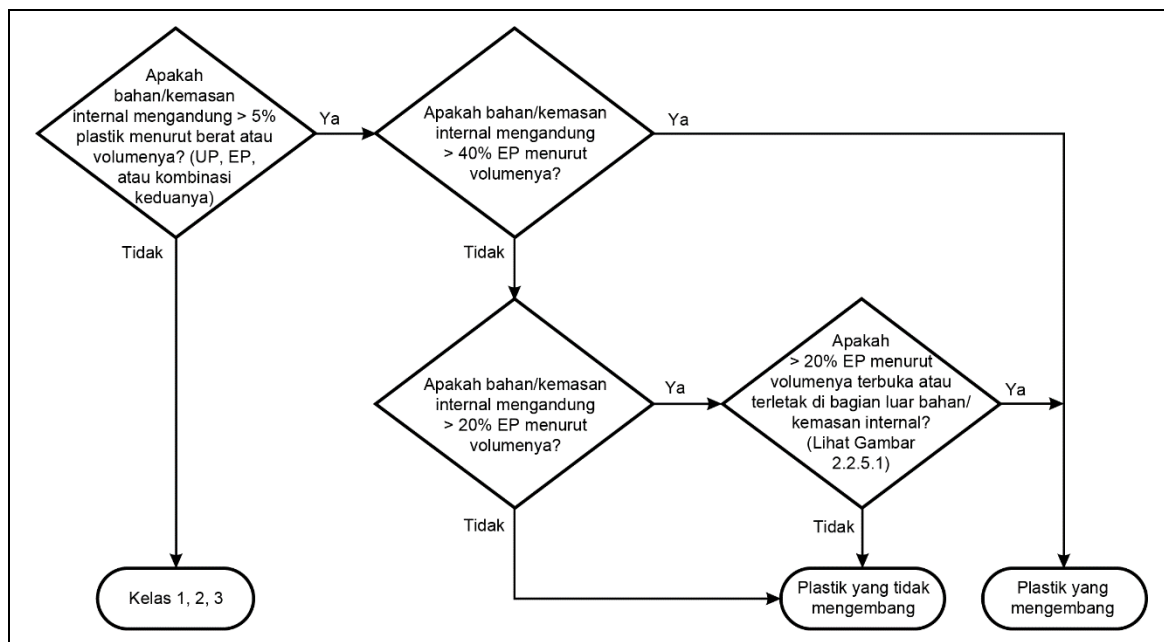 Apakah
bahan/kemasan
internal mengandung > 5%
plastik menurut berat atau
volumenya? (UP, EP,
atau kombinasi
keduanya)
Ya
Tidak
Apakah bahan/kemasan
internal mengandung
> 40% EP menurut
volumenya?
Ya
Tidak
Apakah bahan/kemasan
internal mengandung
> 20% EP menurut
volumenya?
Ya
Tidak
Apakah
> 20% EP menurut
volumenya terbuka atau
terletak di bagian luar bahan/
kemasan internal?
(Lihat Gambar
2.2.5.1)
Ya
Tidak
Kelas 1, 2, 3
Plastik yang tidak
mengembang
Plastik yang
mengembang